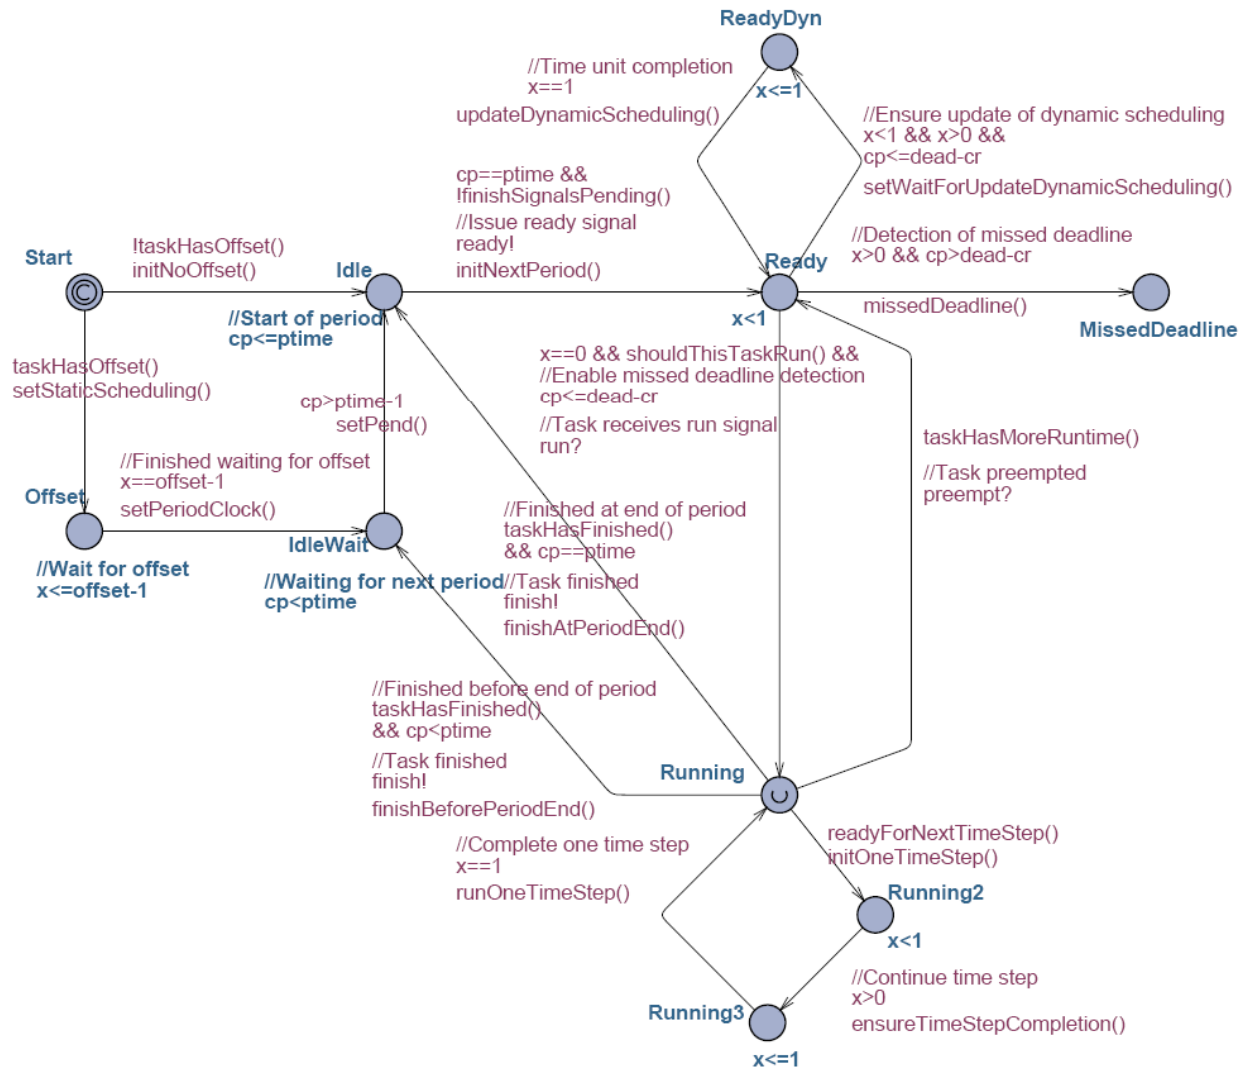 ReadyDyn
//Time unit completion
x==1
updateDynamicScheduling()
x<=1
//Ensure update of dynamic scheduling
x<1 && x>0 &&
cp<=dead-cr
setWaitForUpdateDynamicScheduling()
cp==ptime &&
!finishSignalsPending()
//Issue ready signal
ready!
initNextPeriod()
//Detection of missed deadline
x>0 && cp>dead-cr
missedDeadline()
MissedDeadline
Start
!taskHasOffset()
initNoOffset()
Idle
//Start of period
cp<=ptime
Ready
x<1
taskHasOffset()
setStaticScheduling()
cp>ptime-1
setPend()
x==0 && shouldThisTaskRun() &&
//Enable missed deadline detection
cp<=dead-cr
//Task receives run signal
run?
taskHasMoreRuntime()
//Task preempted
preempt?
//Finished waiting for offset
x==offset-1
setPeriodClock()
Offset
//Wait for offset
x<=offset-1
IdleWait
//Waiting for next period
cp<ptime
//Finished at end of period
taskHasFinished()
&& cp==ptime
//Task finished
finish!
finishAtPeriodEnd()
//Finished before end of period
taskHasFinished()
&& cp<ptime
//Task finished
finish!
finishBeforePeriodEnd()
Running
//Complete one time step
x==1
runOneTimeStep()
readyForNextTimeStep()
initOneTimeStep()
Running2
x<1
//Continue time step
x>0
ensureTimeStepCompletion()
Running3
x<=1